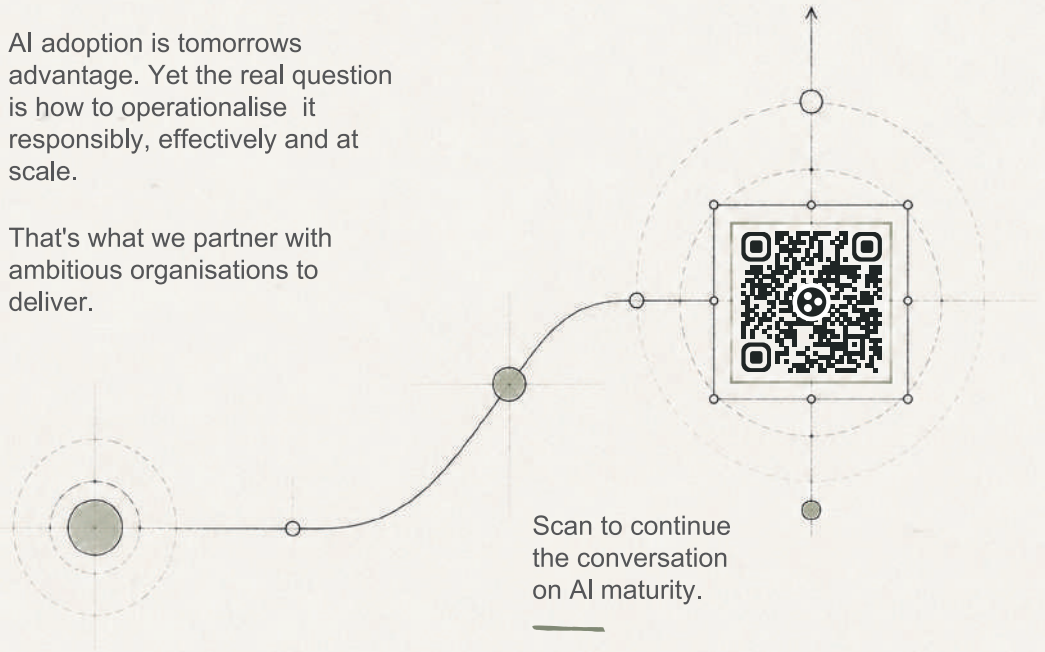 AI adoption is tomorrows
advantage. Yet the real question
is how to operationalise  it
responsibly, effectively and at
scale.
That's what we partner with
ambitious organisations to
deliver.
Scan to continue
the conversation
on AI maturity.